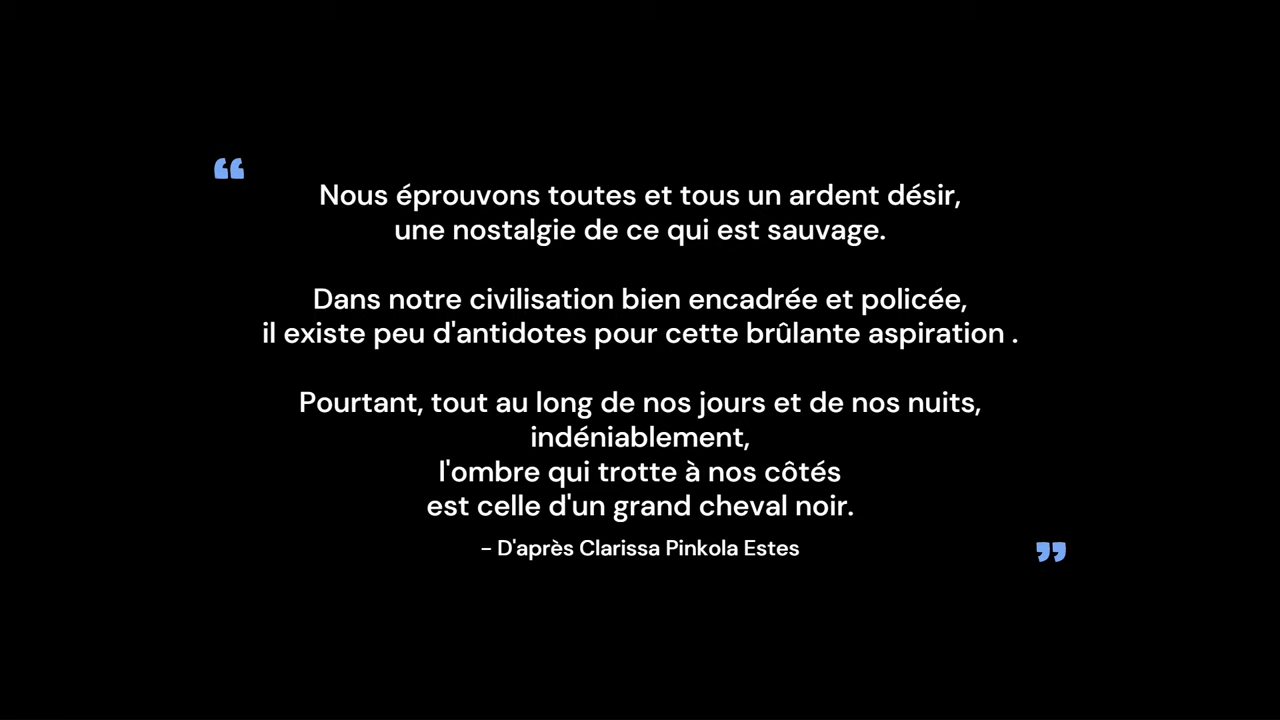 “
Nous éprouvons toutes et tous un ardent désir,
une nostalgie de ce qui est sauvage.
Dans notre civilisation bien encadrée et policée,
il existe peu d'antidotes pour cette brûlante aspiration .
Pourtant, tout au long de nos jours et de nos nuits,
indéniablement,
l'ombre qui trotte à nos côtés
est celle d'un grand cheval noir.
– D'après Clarissa Pinkola Estes
”